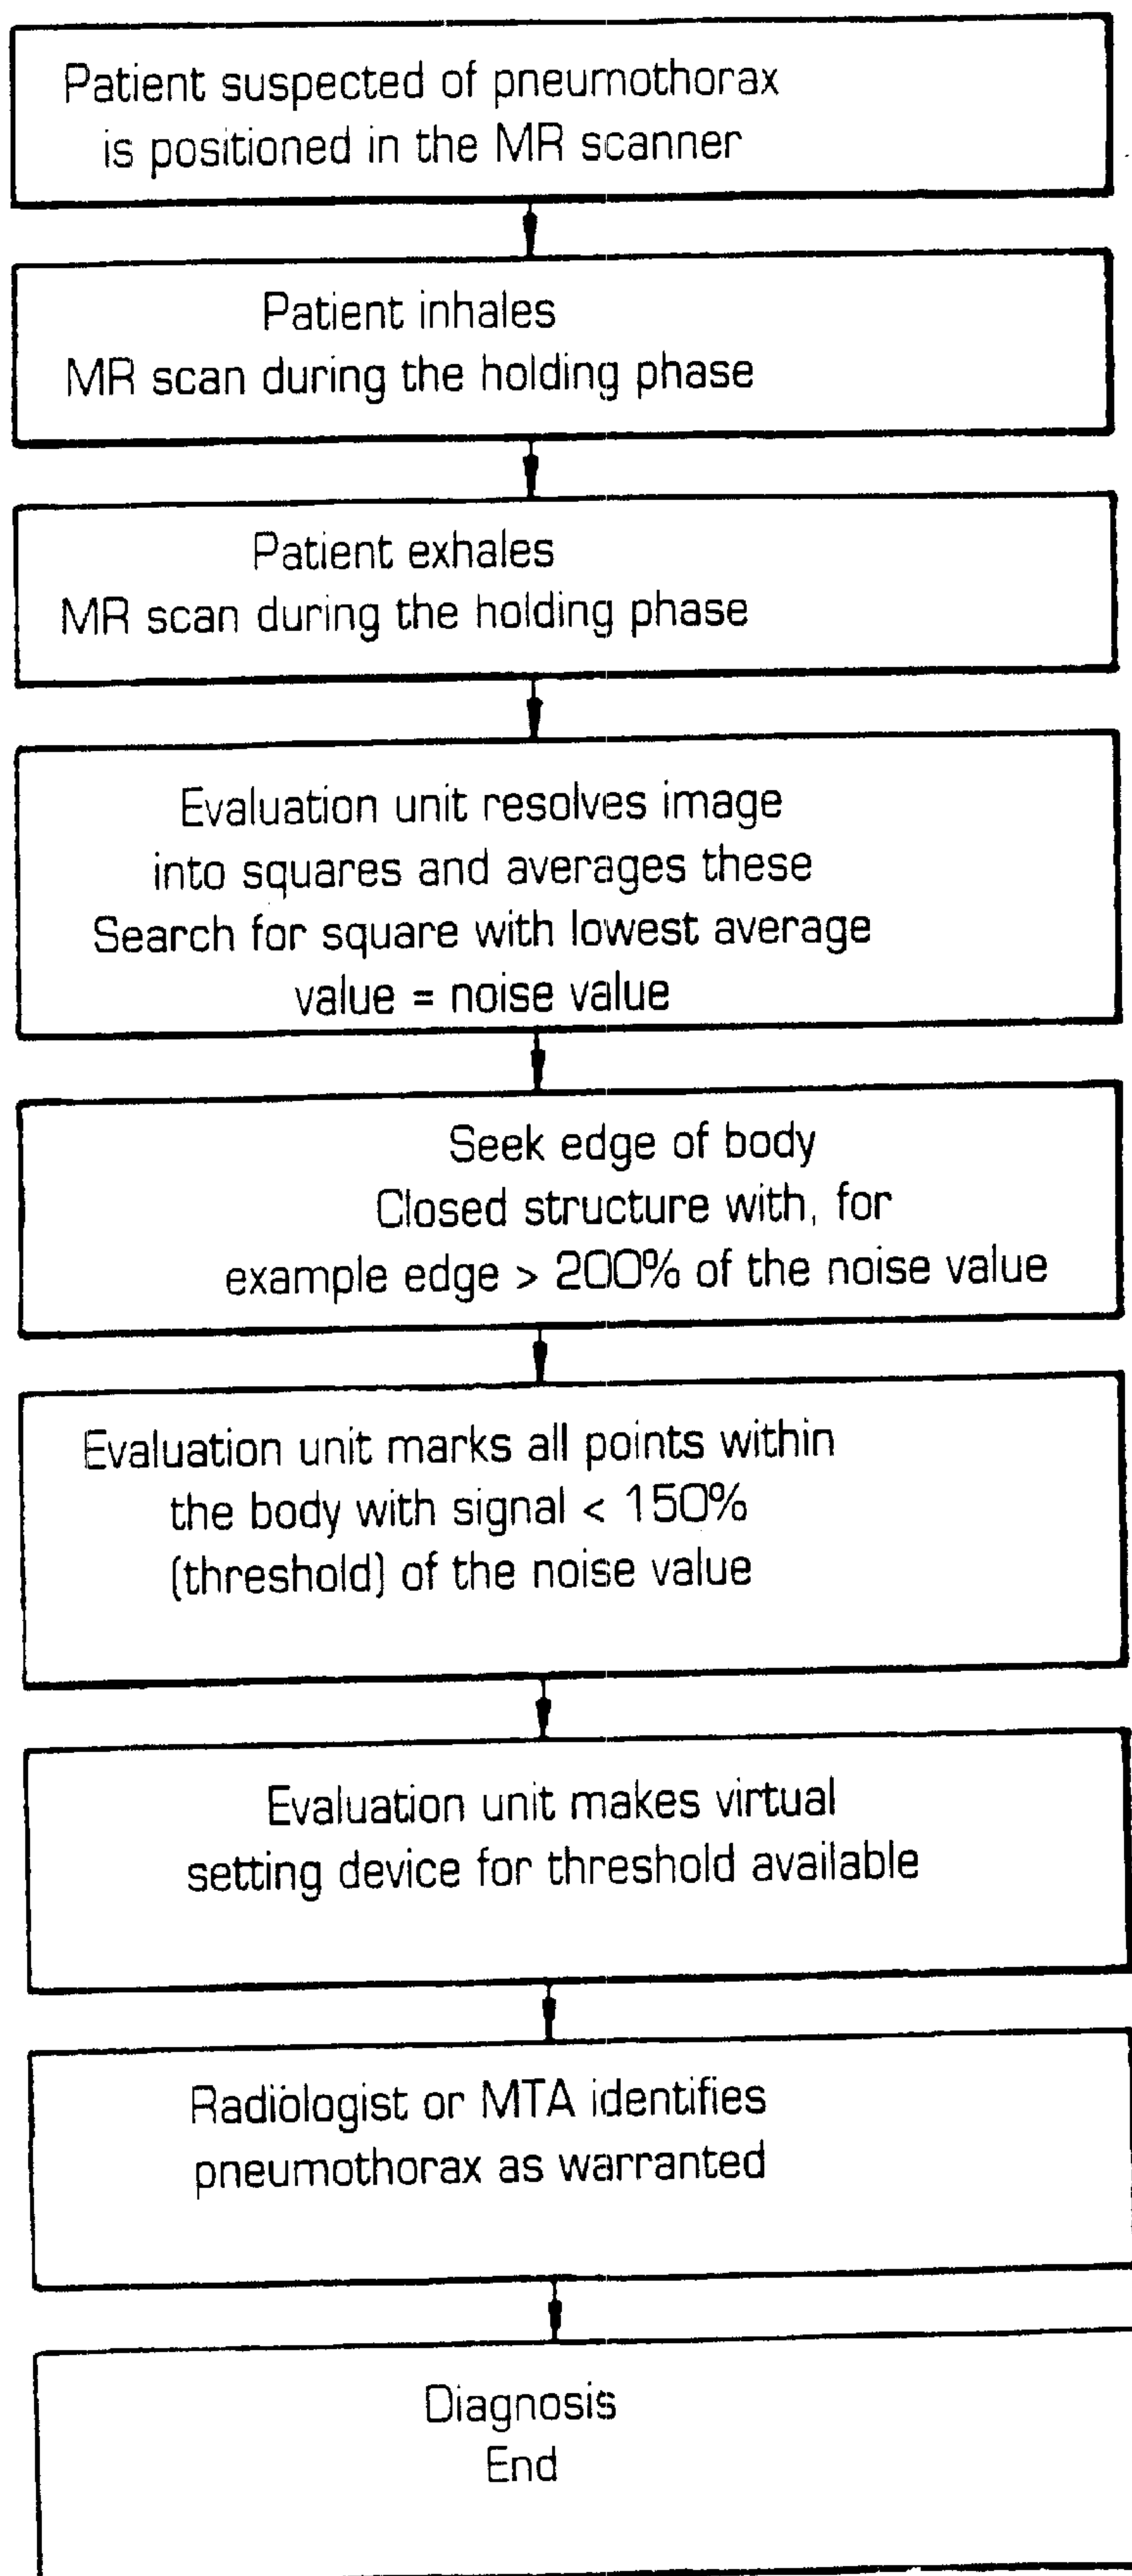 Patient suspected of pneumothorax
is positioned in the MR scanner
Patient inhales
MR scan during the holding phase
Patient exhales
MR scan during the holding phase
Evaluation unit resolves image
into squares and averages these
Search for square with lowest average
value = noise value
Seek edge of body
Closed structure with, for
example edge > 200% of the noise value
Evaluation unit marks all points within
the body with signal < 150%
(threshold) of the noise value
Evaluation unit makes virtual
setting device for threshold available
Radiologist or MTA identifies
pneumothorax as warranted
Diagnosis
End